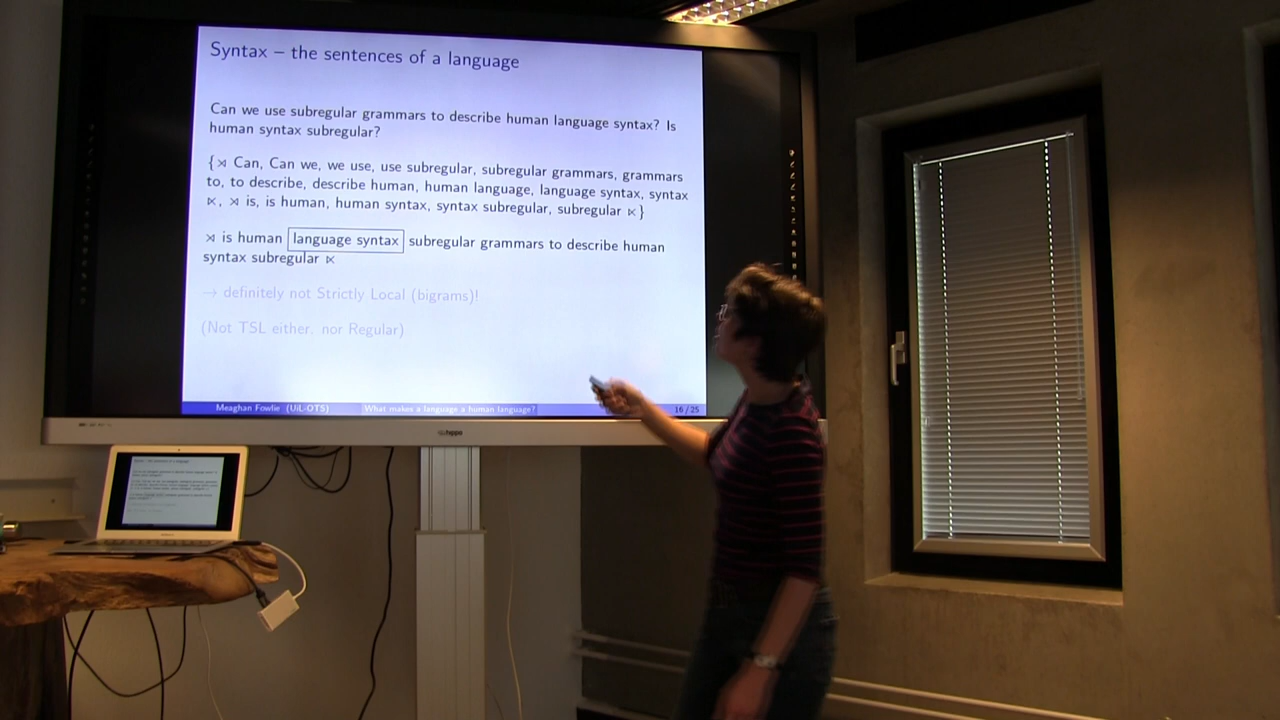 Syntax – the sentences of a language
Can we use subregular grammars to describe human language syntax? Is
human syntax subregular?
{⋊ Can, Can we, we use, use subregular, subregular grammars, grammars
to, to describe, describe human, human language, language syntax, syntax
⋉, ⋊ is, is human, human syntax, syntax subregular, subregular ⋉}
⋊ is human language syntax subregular grammars to describe human
syntax subregular ⋉
→ definitely not Strictly Local (bigrams)!
(Not TSL either. nor Regular)
Meaghan Fowlie (UiL-OTS) What makes a language a human language? 16 / 25